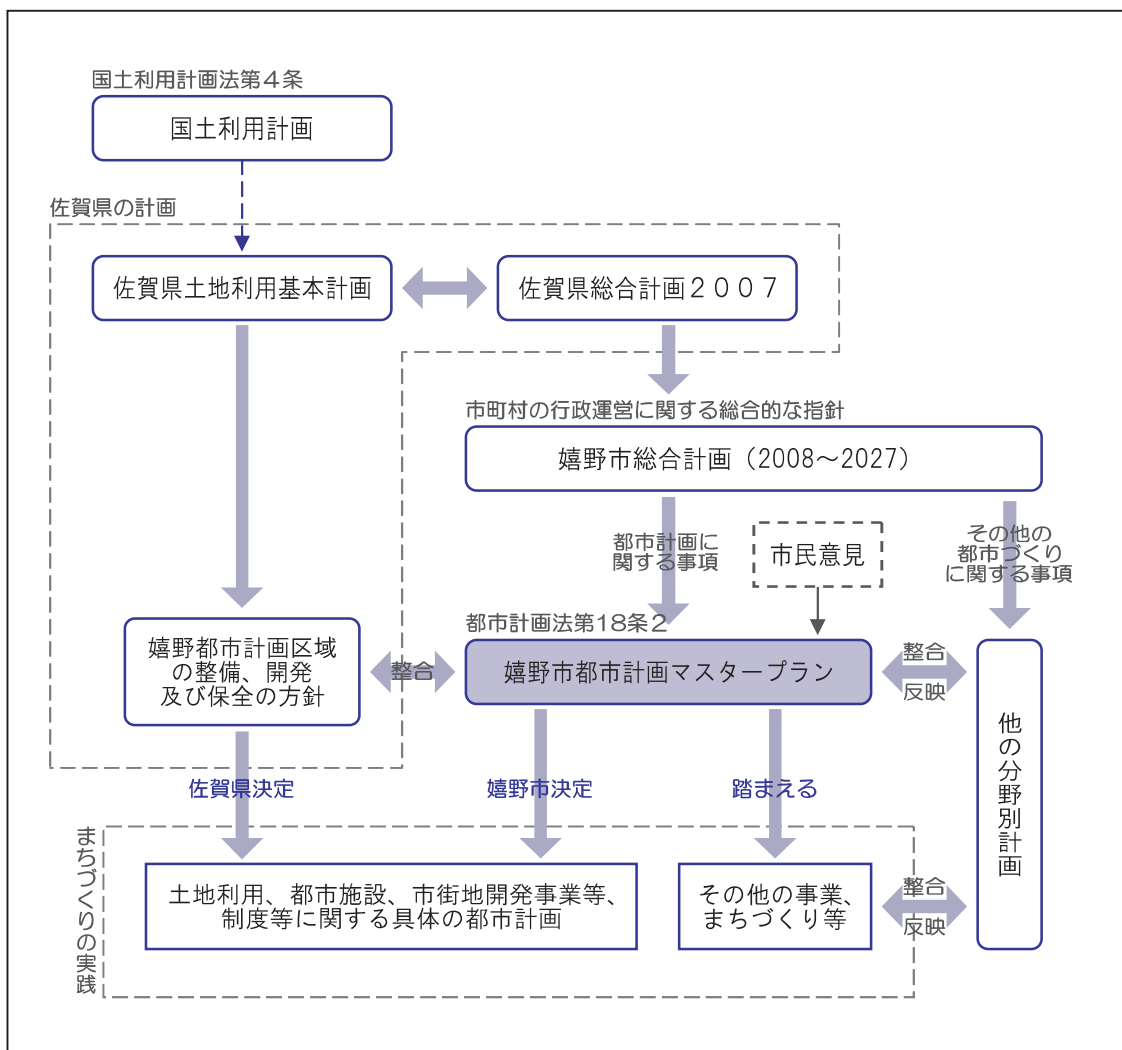 国土利用計画法第４条
国土利用計画
佐賀県の計画
佐賀県土地利用基本計画
佐賀県総合計画２００７
市町村の行政運営に関する総合的な指針
嬉野市総合計画（2008～2027）
都市計画に
関する事項
市民意見
その他の
都市づくり
に関する事項
都市計画法第18条２
嬉野都市計画区域
の整備、開発
及び保全の方針
整合
嬉野市都市計画マスタープラン
整合
反映
他の分野別計画
佐賀県決定
嬉野市決定
踏まえる
まちづくりの実践
土地利用、都市施設、市街地開発事業等、
制度等に関する具体の都市計画
その他の事業、
まちづくり等
整合
反映